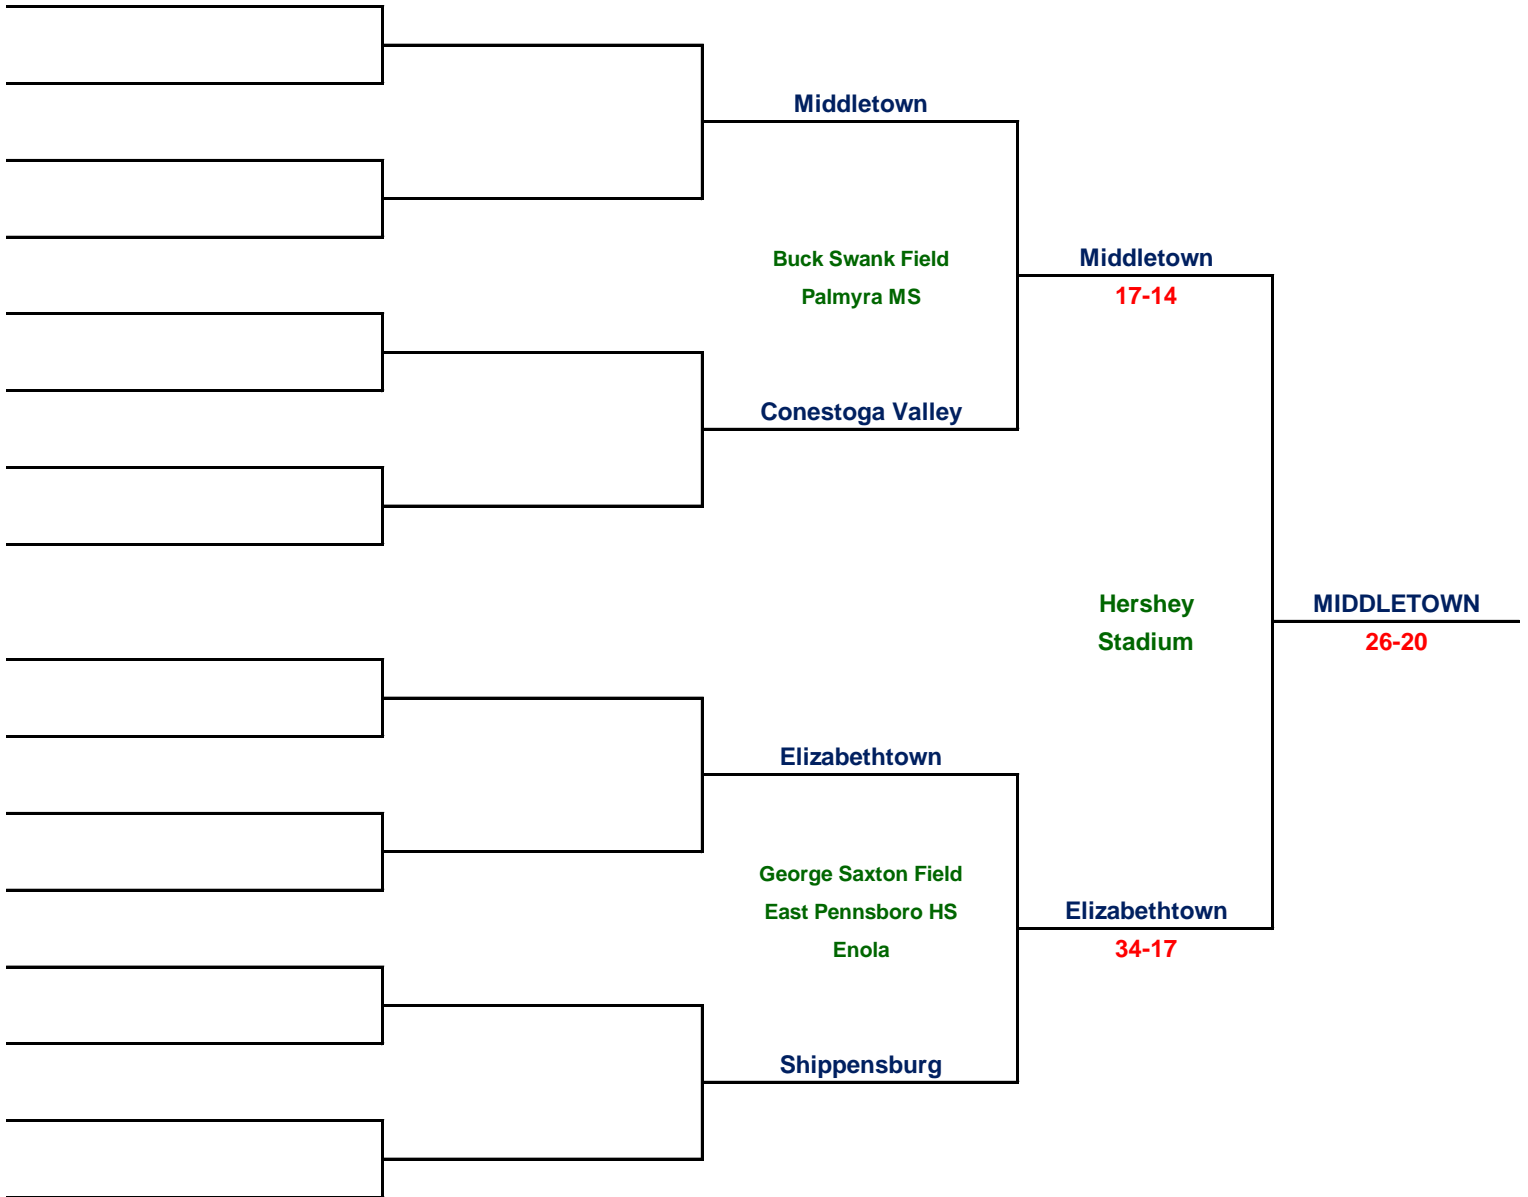 Middletown
Buck Swank Field
Palmyra MS
Middletown
17-14
Conestoga Valley
Hershey
Stadium
MIDDLETOWN
26-20
Elizabethtown
George Saxton Field
East Pennsboro HS
Enola
Elizabethtown
34-17
Shippensburg